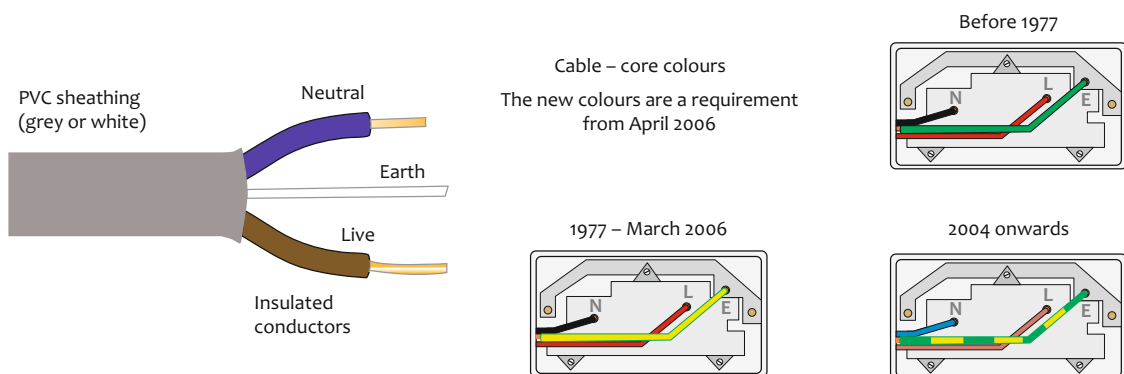 PVC sheathing
(grey or white)
Neutral
Earth
Live
Insulated
conductors
Cable – core colours
The new colours are a requirement
from April 2006
Before 1977
N
L
E
1977 – March 2006
N
L
E
2004 onwards
N
L
E